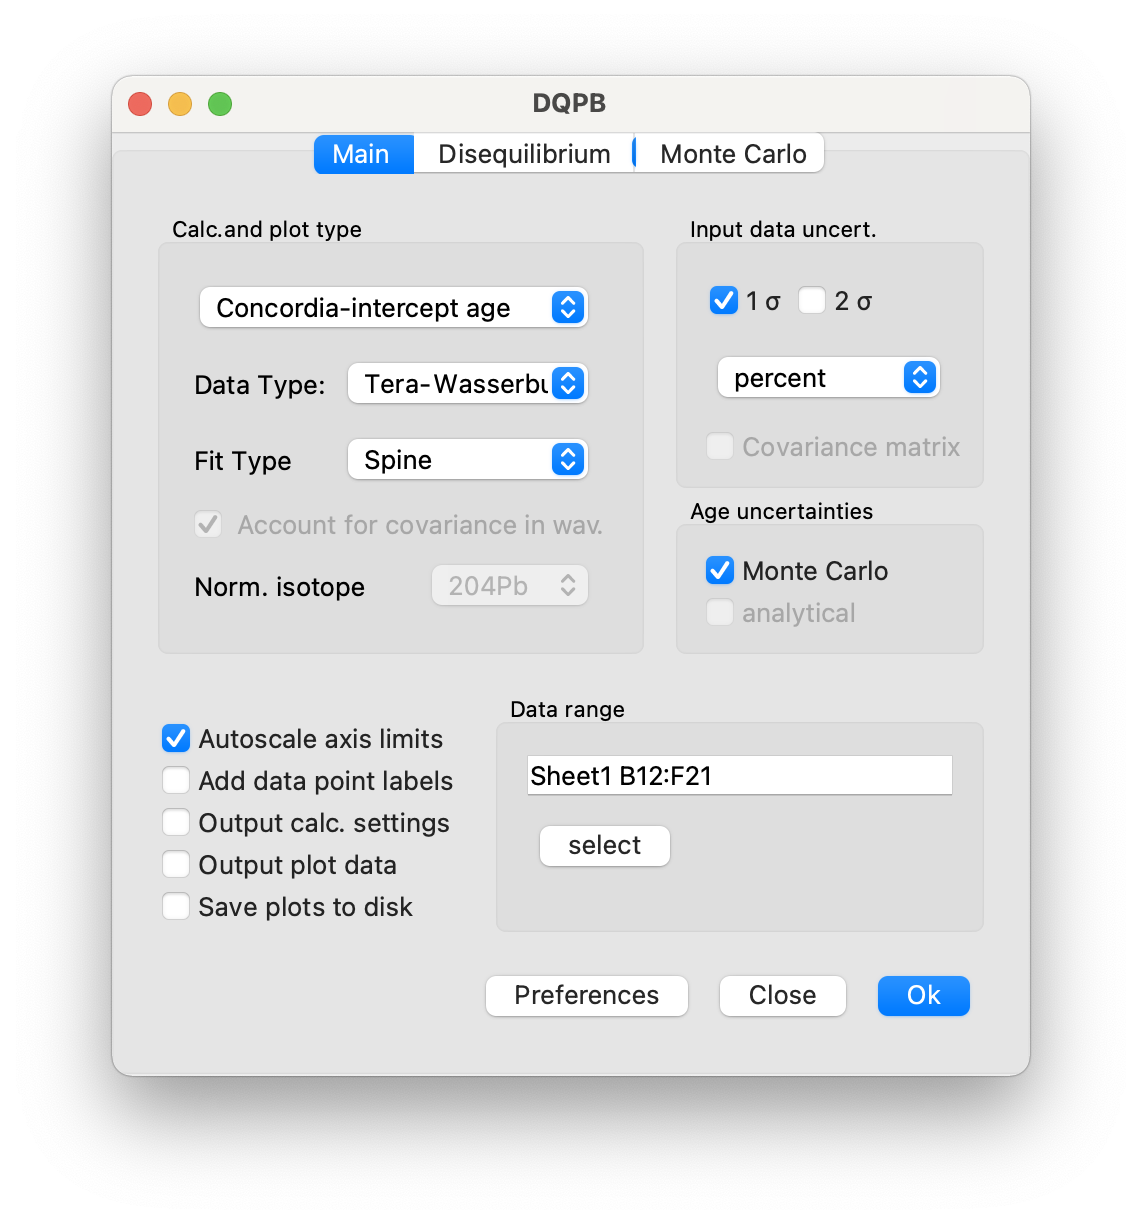 DQPB
Main
Disequilibrium
Monte Carlo
Calc.and plot type
Concordia-intercept age
Data Type:
Tera-Wasserbu
Fit Type
Spine
Account for covariance in wav.
Norm. isotope
204Pb
Input data uncert.
1 σ
2 σ
percent
Covariance matrix
Age uncertainties
Monte Carlo
analytical
Autoscale axis limits
Add data point labels
Output calc. settings
Output plot data
Save plots to disk
Data range
Sheet1 B12:F21
select
Preferences
Close
Ok